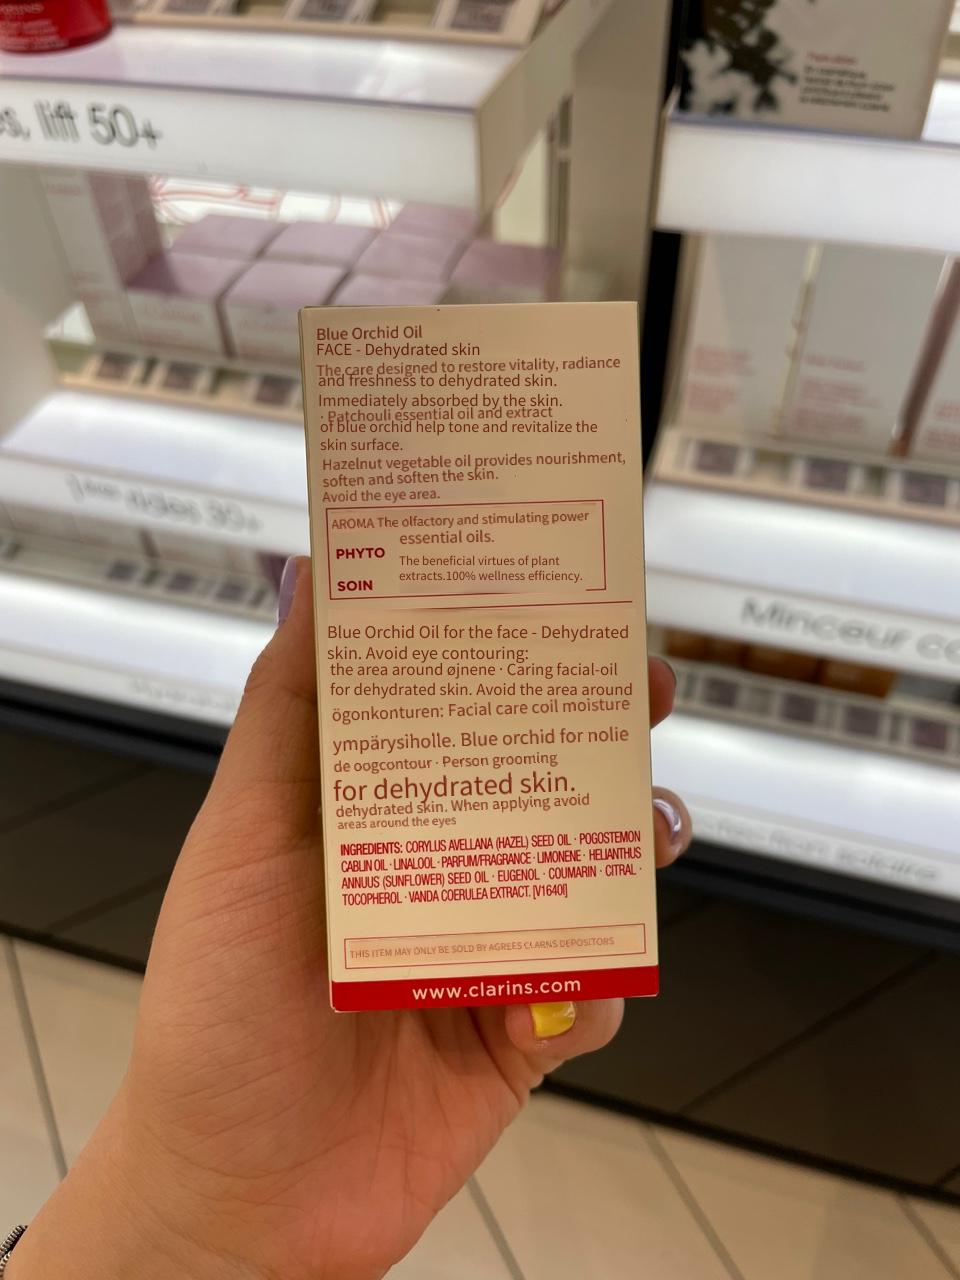 s, lift 50+
Blue Orchid Oil
FACE - Dehydrated skin
The care designed to restore vitality, radiance
and freshness to dehydrated skin.
Immediately absorbed by the skin.
· Patchouli essential oil and extract
of blue orchid help tone and revitalize the
skin surface.
Hazelnut vegetable oil provides nourishment,
soften and soften the skin.
Avoid the eye area.
AROMA The olfactory and stimulating power
essential oils.
PHYTO
The beneficial virtues of plant
SOIN extracts.100% wellness efficiency.
Blue Orchid Oil for the face - Dehydrated
skin. Avoid eye contouring:
the area around øjnene · Caring facial-oil
for dehydrated skin. Avoid the area around
ögonkonturen: Facial care coil moisture
ympärysiholle. Blue orchid for nolie
de oogcontour · Person grooming
for dehydrated skin.
dehydrated skin. When applying avoid
areas around the eyes
INGREDIENTS: CORYLUS AVELLANA (HAZEL) SEED OIL · POGOSTEMON
CABLIN OIL · LINALOOL · PARFUM/FRAGRANCE · LIMONENE · HELIANTHUS
ANNUUS (SUNFLOWER) SEED OIL · EUGENOL · COUMARIN · CITRAL ·
TOCOPHEROL · VANDA COERULEA EXTRACT. [V1640I]
THIS ITEM MAY ONLY BE SOLD BY AGREES CLARNS DEPOSITORS
www.clarins.com
rides 30+
Minceur